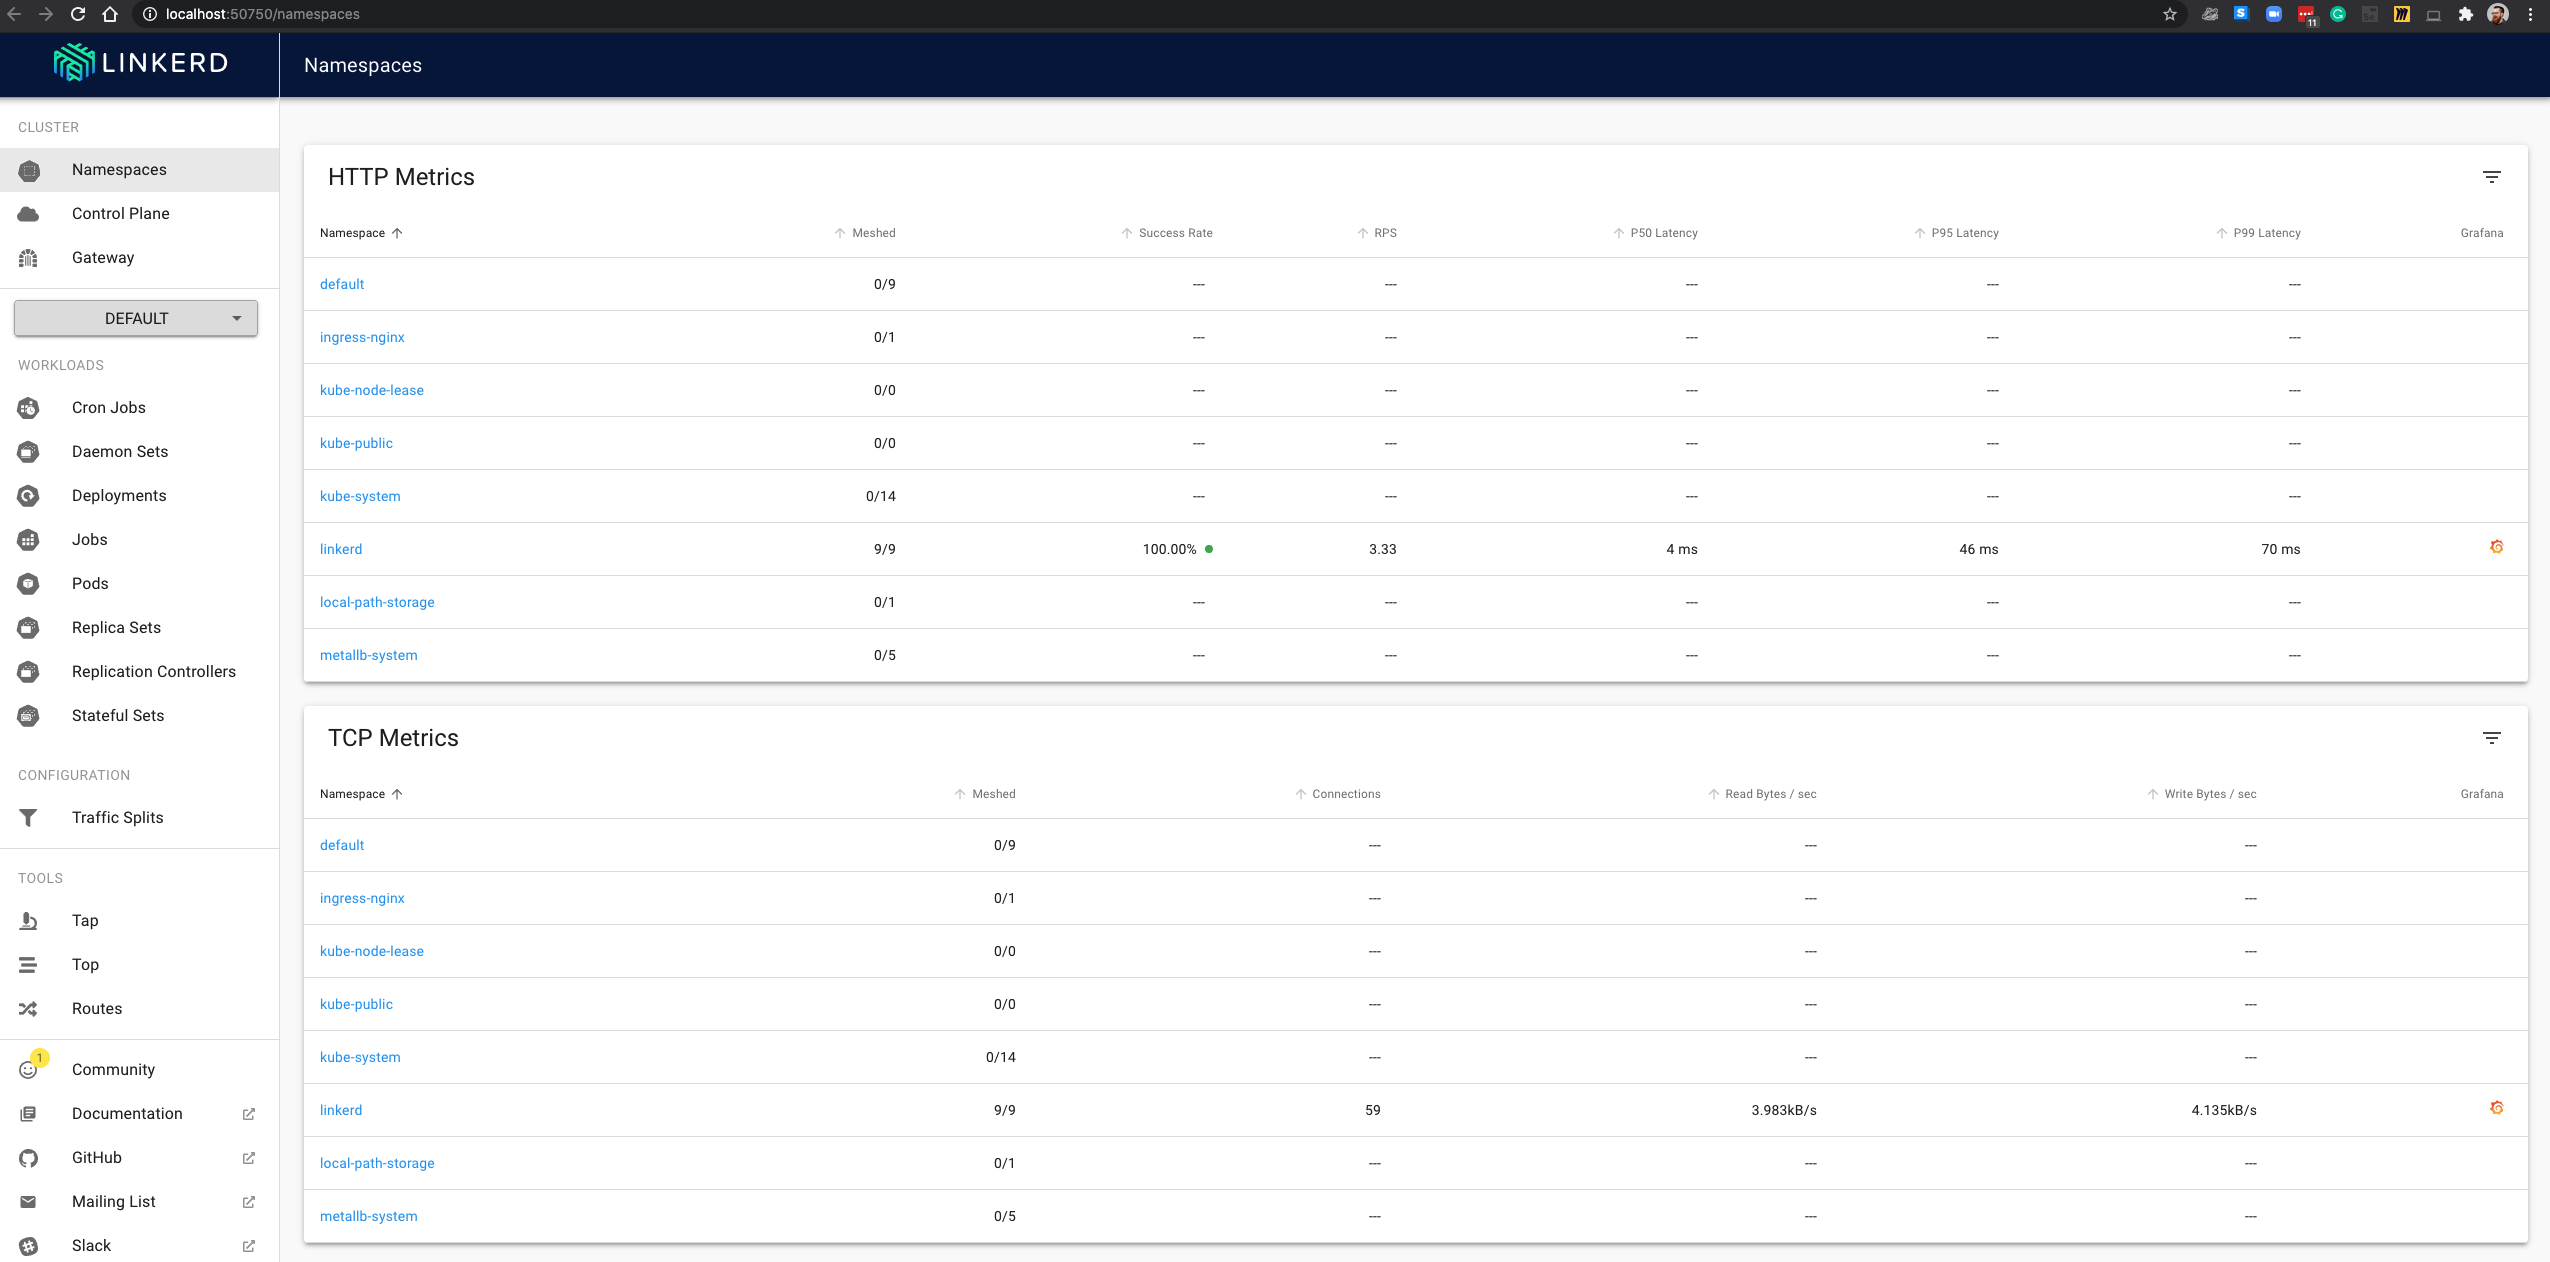 localhost:50750/namespaces
11
LINKERD
Namespaces
CLUSTER
Namespaces
Control Plane
Gateway
DEFAULT
WORKLOADS
Cron Jobs
Daemon Sets
Deployments
Jobs
Pods
Replica Sets
Replication Controllers
Stateful Sets
CONFIGURATION
Traffic Splits
TOOLS
Tap
Top
Routes
1
Community
Documentation
GitHub
Mailing List
Slack
HTTP Metrics
Namespace Meshed Success Rate RPS P50 Latency P95 Latency P99 Latency Grafana
default 0/9 --- --- --- --- ---
ingress-nginx 0/1 --- --- --- --- ---
kube-node-lease 0/0 --- --- --- --- ---
kube-public 0/0 --- --- --- --- ---
kube-system 0/14 --- --- --- --- ---
linkerd 9/9 100.00% 3.33 4 ms 46 ms 70 ms
local-path-storage 0/1 --- --- --- --- ---
metallb-system 0/5 --- --- --- --- ---
TCP Metrics
Namespace Meshed Connections Read Bytes / sec Write Bytes / sec Grafana
default 0/9 --- --- ---
ingress-nginx 0/1 --- --- ---
kube-node-lease 0/0 --- --- ---
kube-public 0/0 --- --- ---
kube-system 0/14 --- --- ---
linkerd 9/9 59 3.983kB/s 4.135kB/s
local-path-storage 0/1 --- --- ---
metallb-system 0/5 --- --- ---